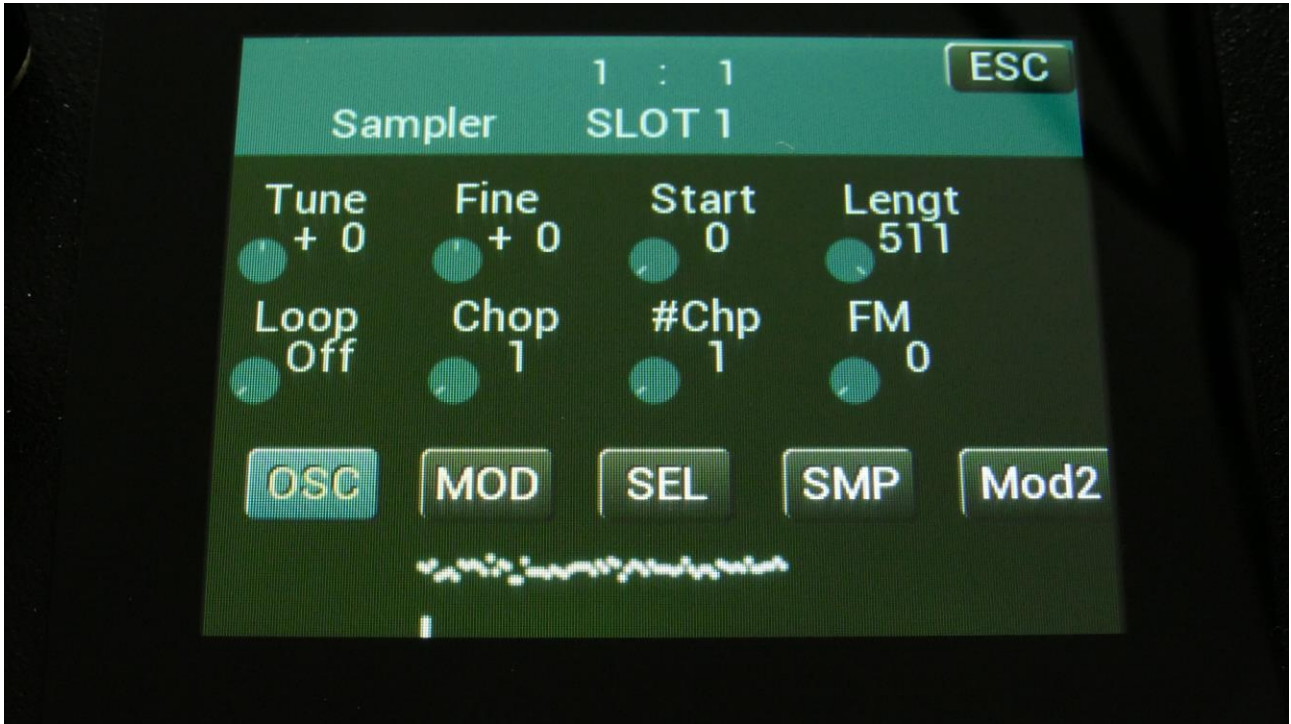 1 : 1 ESC
Sampler SLOT 1
Tune Fine Start Lengt
+ 0 + 0 0 511
Loop Chop #Chp FM
Off 1 1 0
OSC MOD SEL SMP Mod2